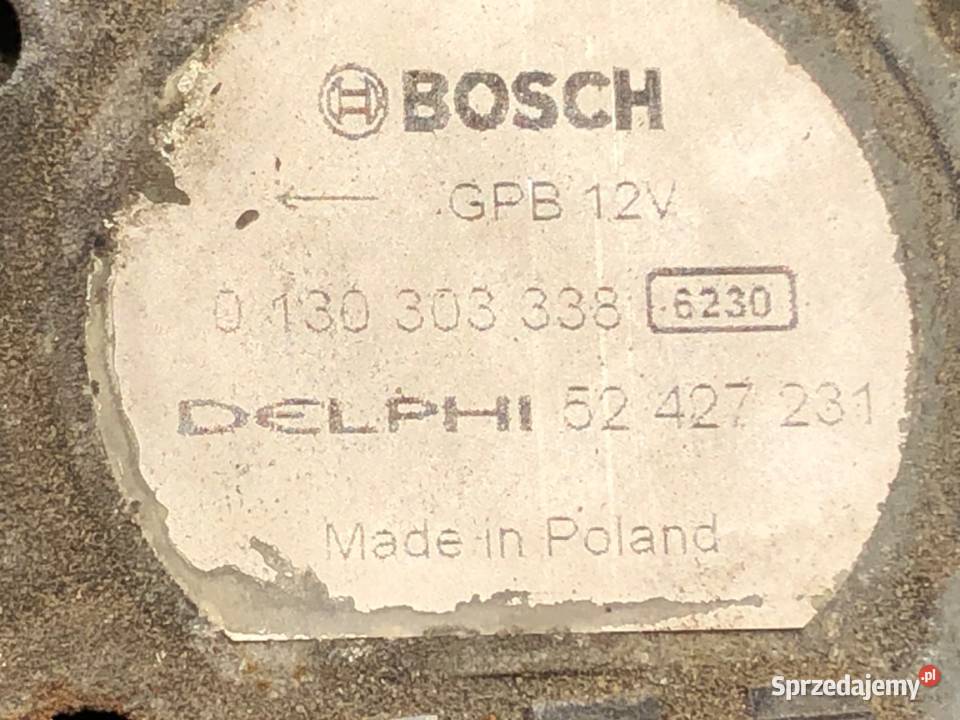 BOSCH
GPB 12V
0 130 303 338 6230
DELPHI 52 427 231
Made in Poland
Sprzedajemy.pl